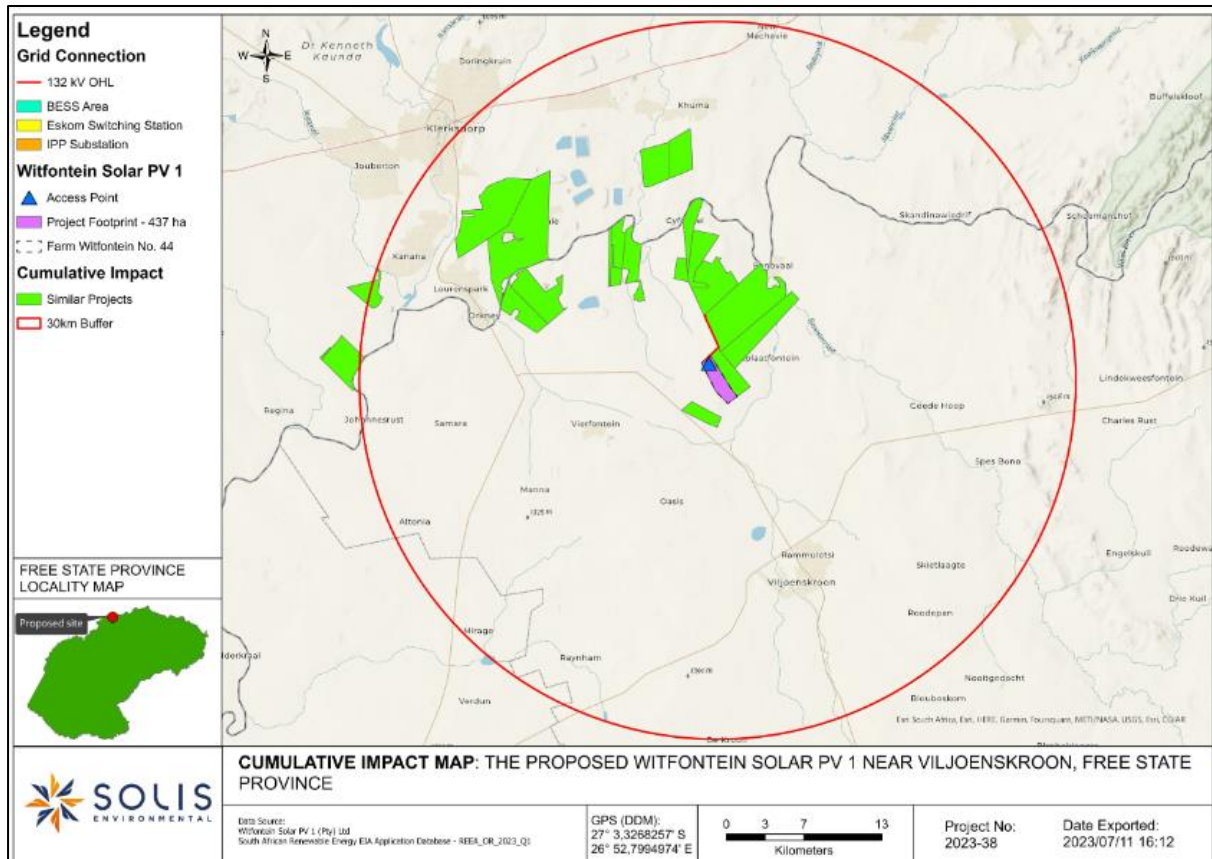 Legend
Grid Connection
132 kV OHL
BESS Area
Eskom Switching Station
IPP Substation
Witfontein Solar PV 1
Access Point
Project Footprint - 437 ha
Farm Witfontein No. 44
Cumulative Impact
Similar Projects
30km Buffer
FREE STATE PROVINCE
LOCALITY MAP
Proposed site
N
W
E
S
Dr Kenneth
Kaunda
Doringkruin
Mechavie
Khuma
Buffelskloof
Klerksdorp
Jouberton
Skandinawiedrif
Schoemanshof
Kanana
Lourenspark
Orkney
Renovaal
Lindekweesfontein
Regina
Johannesrust
Samara
Vierfontein
Geede Hoop
Charles Rust
Spes Bona
Manna
Oasis
Altonia
Rammulotsi
Viljoenskroon
Skietlaagte
Engelskuil
Roodepan
Drie Kuil
Mirage
Raynham
Verdun
Nooitgedacht
Bleuboskom
Esri South Africa, Esri, HERE, Garmin, Foursquare, METI/NASA, USGS, Esri, CGIAR
SOLIS
ENVIRONMENTAL
CUMULATIVE IMPACT MAP: THE PROPOSED WITFONTEIN SOLAR PV 1 NEAR VILJOENSKROON, FREE STATE
PROVINCE
Data Source:
Witfontein Solar PV 1 (Pty) Ltd
South African Renewable Energy EIA Application Database - REEA_OR_2023_Q1
GPS (DDM):
27° 3,3268257' S
26° 52,7994974' E
0 3 7 13
Kilometers
Project No:
2023-38
Date Exported:
2023/07/11 16:12